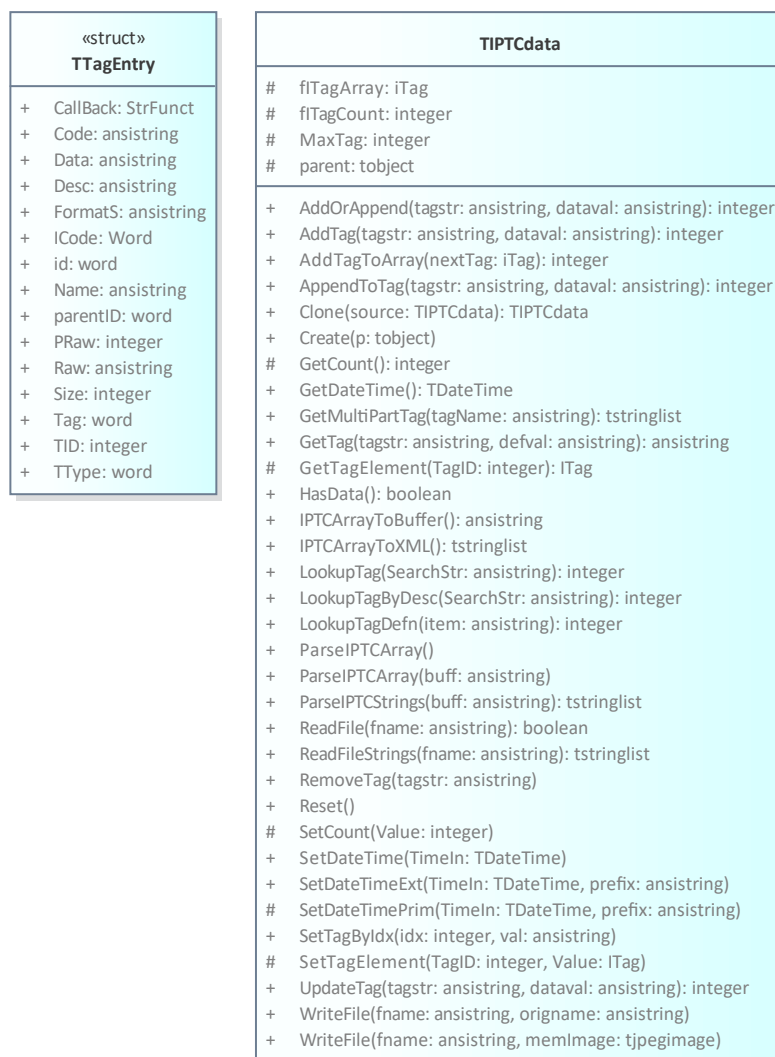 «struct»
TTagEntry
+ CallBack: StrFunct
+ Code: ansistring
+ Data: ansistring
+ Desc: ansistring
+ FormatS: ansistring
+ ICode: Word
+ id: word
+ Name: ansistring
+ parentID: word
+ PRaw: integer
+ Raw: ansistring
+ Size: integer
+ Tag: word
+ TID: integer
+ TType: word
TIPTCdata
# fITagArray: iTag
# fITagCount: integer
# MaxTag: integer
# parent: tobject
+ AddOrAppend(tagstr: ansistring, dataval: ansistring): integer
+ AddTag(tagstr: ansistring, dataval: ansistring): integer
+ AddTagToArray(nextTag: iTag): integer
+ AppendToTag(tagstr: ansistring, dataval: ansistring): integer
+ Clone(source: TIPTCdata): TIPTCdata
+ Create(p: tobject)
# GetCount(): integer
+ GetDateTime(): TDateTime
+ GetMultiPartTag(tagName: ansistring): tstringlist
+ GetTag(tagstr: ansistring, defval: ansistring): ansistring
# GetTagElement(TagID: integer): ITag
+ HasData(): boolean
+ IPTCArrayToBuffer(): ansistring
+ IPTCArrayToXML(): tstringlist
+ LookupTag(SearchStr: ansistring): integer
+ LookupTagByDesc(SearchStr: ansistring): integer
+ LookupTagDefn(item: ansistring): integer
+ ParseIPTCArray()
+ ParseIPTCArray(buff: ansistring)
+ ParseIPTCStrings(buff: ansistring): tstringlist
+ ReadFile(fname: ansistring): boolean
+ ReadFileStrings(fname: ansistring): tstringlist
+ RemoveTag(tagstr: ansistring)
+ Reset()
# SetCount(Value: integer)
+ SetDateTime(TimeIn: TDateTime)
+ SetDateTimeExt(TimeIn: TDateTime, prefix: ansistring)
# SetDateTimePrim(TimeIn: TDateTime, prefix: ansistring)
+ SetTagByIdx(idx: integer, val: ansistring)
# SetTagElement(TagID: integer, Value: ITag)
+ UpdateTag(tagstr: ansistring, dataval: ansistring): integer
+ WriteFile(fname: ansistring, origname: ansistring)
+ WriteFile(fname: ansistring, memImage: tjpegimage)